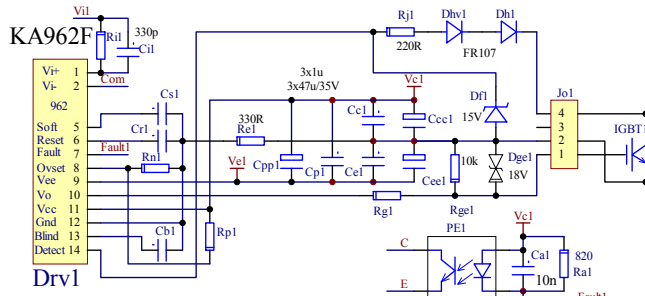 Vi1
KA962F
Ri1
330p
Ci1
Rj1
220R
Dhv1
Dh1
FR107
Vi+ 1
Vi- 2
Com
962
Cs1
3x1u
3x47u/35V
Vc1
Df1
15V
Jo1
Soft 5
Reset 6
Fault 7
Fault1
Ovset 8
Vee 9
Vo 10
Vcc 11
Gnd 12
Blind 13
Detect 14
Cr1
330R
Re1
Cc1
Ccc1
4
3
2
1
IGBT1
Rn1
Ve1
Cpp1
Cp1
Ce1
Cee1
10k
Dge1
18V
Rg1
Rge1
Cb1
Rp1
Drv1
PE1
C
E
Vc1
Ca1
10n
820
Ra1
Fault1